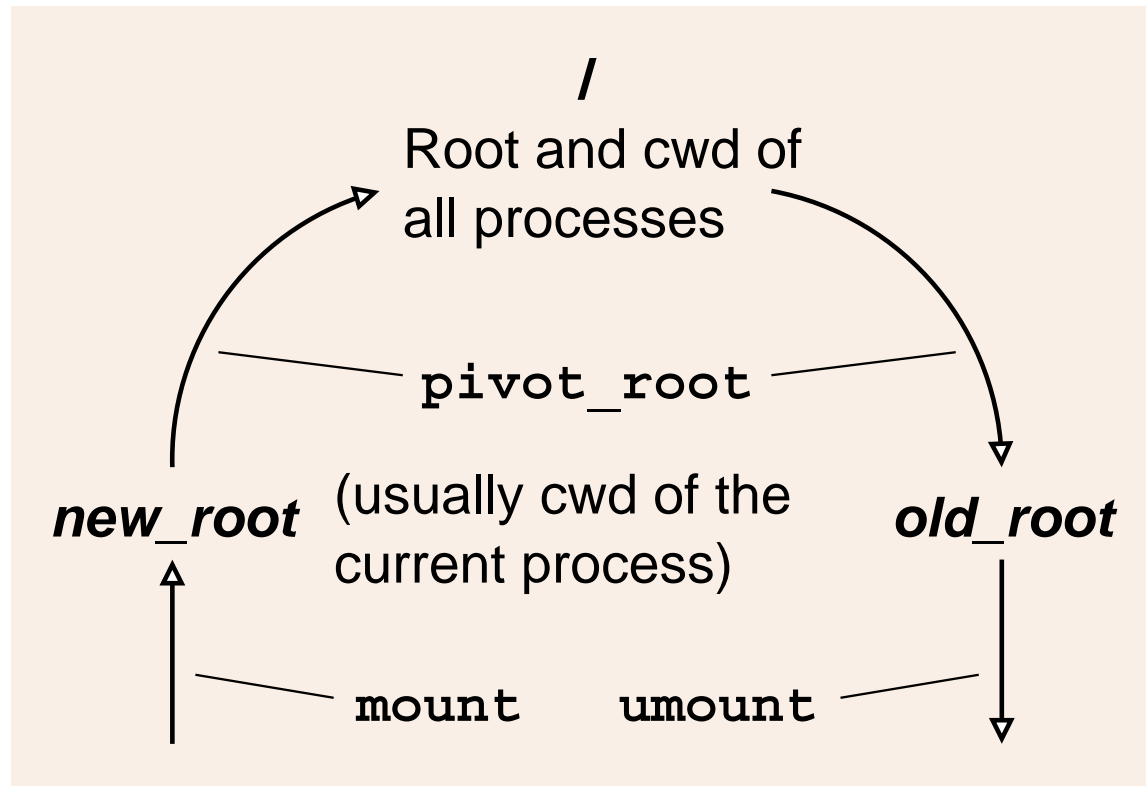 /
Root and cwd of
all processes
pivot_root
new_root
(usually cwd of the
current process)
old_root
mount
umount